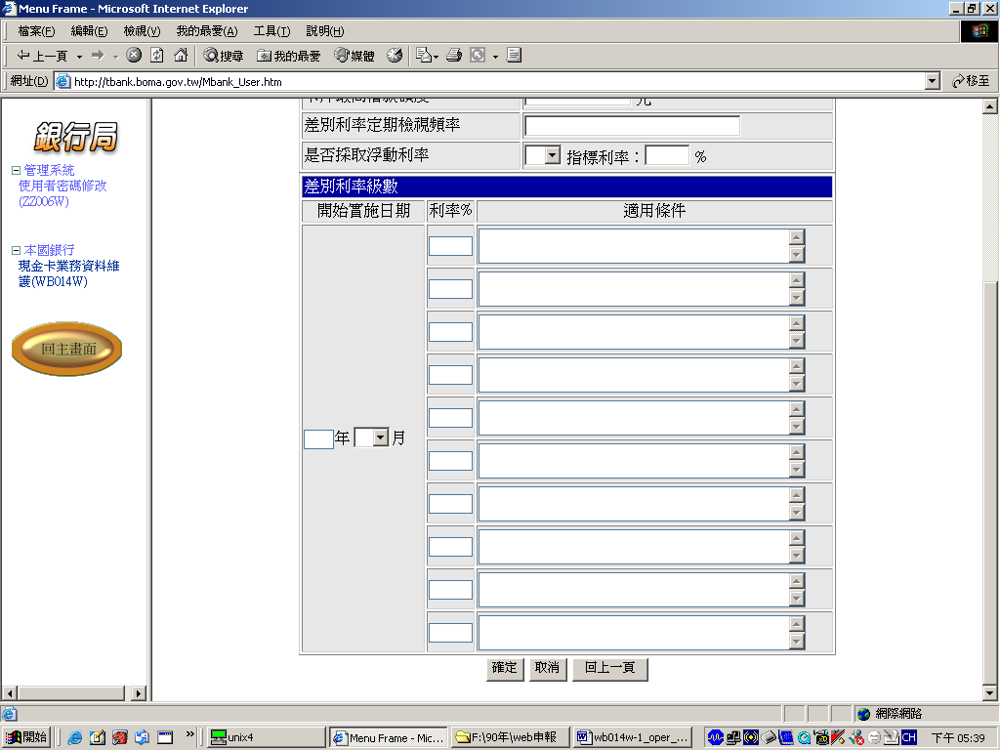 Menu Frame - Microsoft Internet Explorer
檔案(F) 編輯(E) 檢視(V) 我的最愛(A) 工具(T) 說明(H)
上一頁 搜尋 我的最愛 媒體
網址(D) http://tbank.boma.gov.tw/Mbank_User.htm 移至
銀行局
管理系統
使用者密碼修改
(ZZ006W)
本國銀行
現金卡業務資料維
護(WB014W)
回主畫面
元
差別利率定期檢視頻率
是否採取浮動利率 指標利率： %
差別利率級數
開始實施日期 利率% 適用條件
年 月
確定 取消 回上一頁
網際網路
開始 unix4 Menu Frame - Mic... F:\90年\web申報 wb014w-1_oper_... CH 下午 05:39